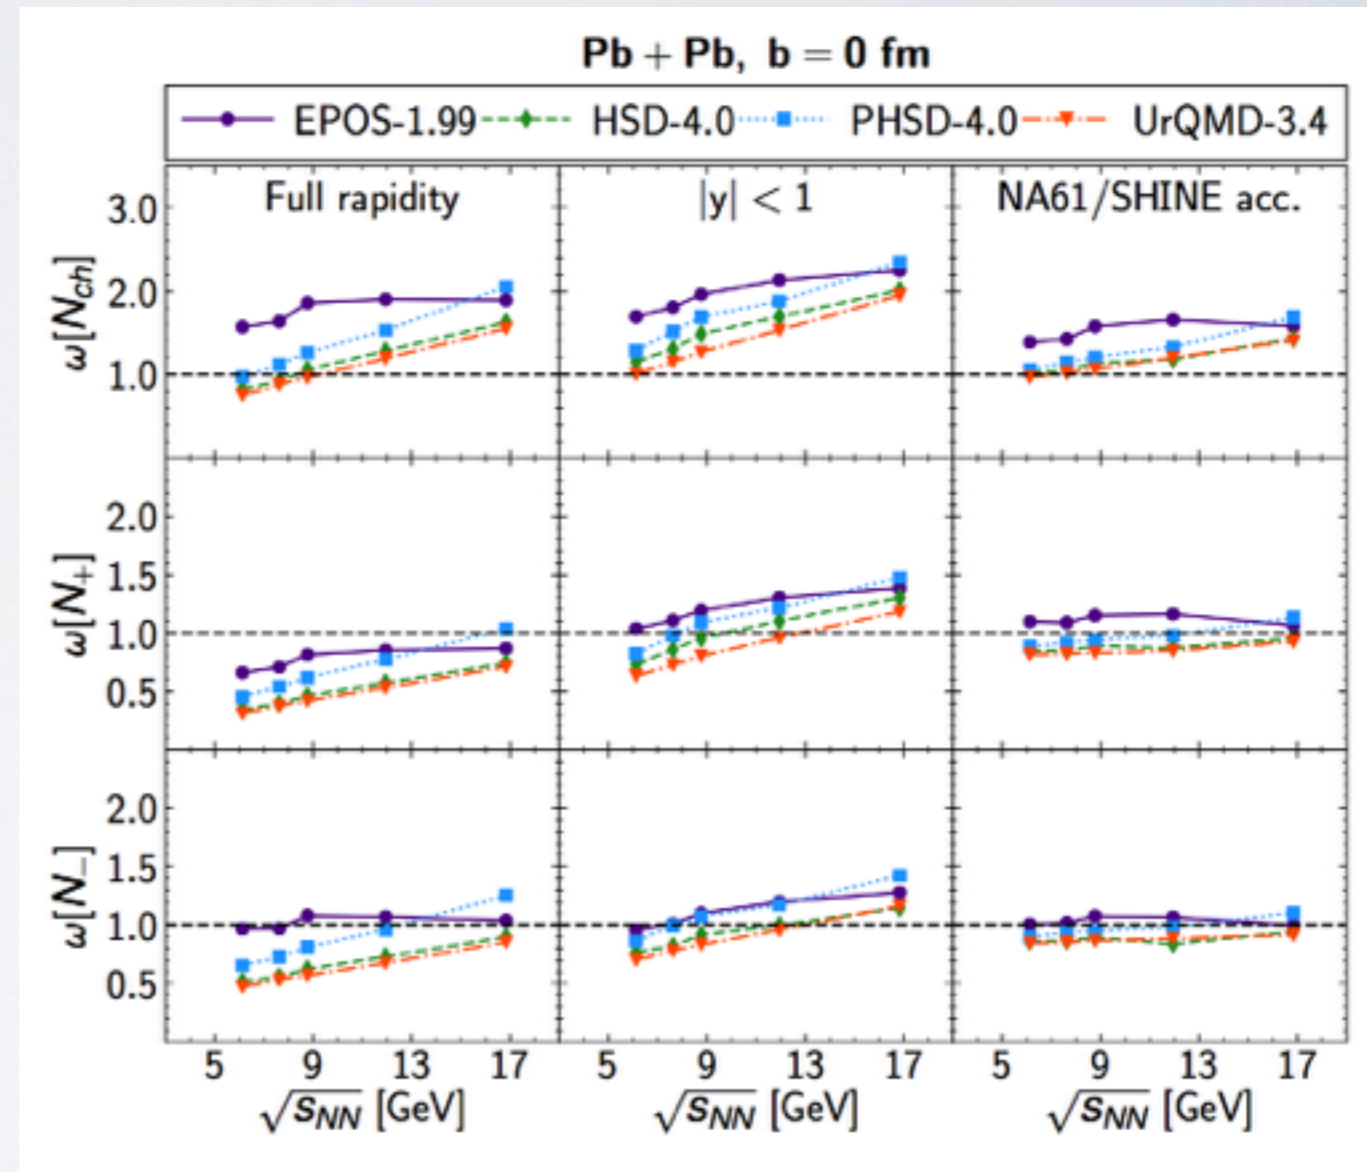 Pb + Pb, b = 0 fm
EPOS-1.99 HSD-4.0 PHSD-4.0 UrQMD-3.4
Full rapidity |y| < 1 NA61/SHINE acc.
ω[N_ch]
3.0
2.0
1.0
ω[N_+]
2.0
1.5
1.0
0.5
ω[N_−]
2.0
1.5
1.0
0.5
5 9 13 17 5 9 13 17 5 9 13 17
√s_NN [GeV] √s_NN [GeV] √s_NN [GeV]